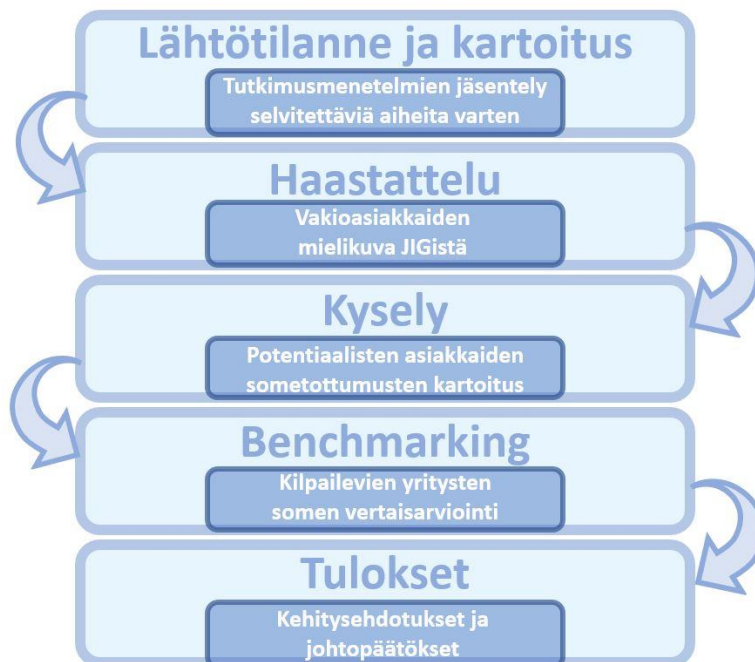 Lähtötilanne ja kartoitus
Tutkimusmenetelmien jäsentely
selvitettäviä aiheita varten
Haastattelu
Vakioasiakkaiden
mielikuva JIGistä
Kysely
Potentiaalisten asiakkaiden
sometottumusten kartoitus
Benchmarking
Kilpailevien yritysten
somen vertaisarviointi
Tulokset
Kehitysehdotukset ja
johtopäätökset